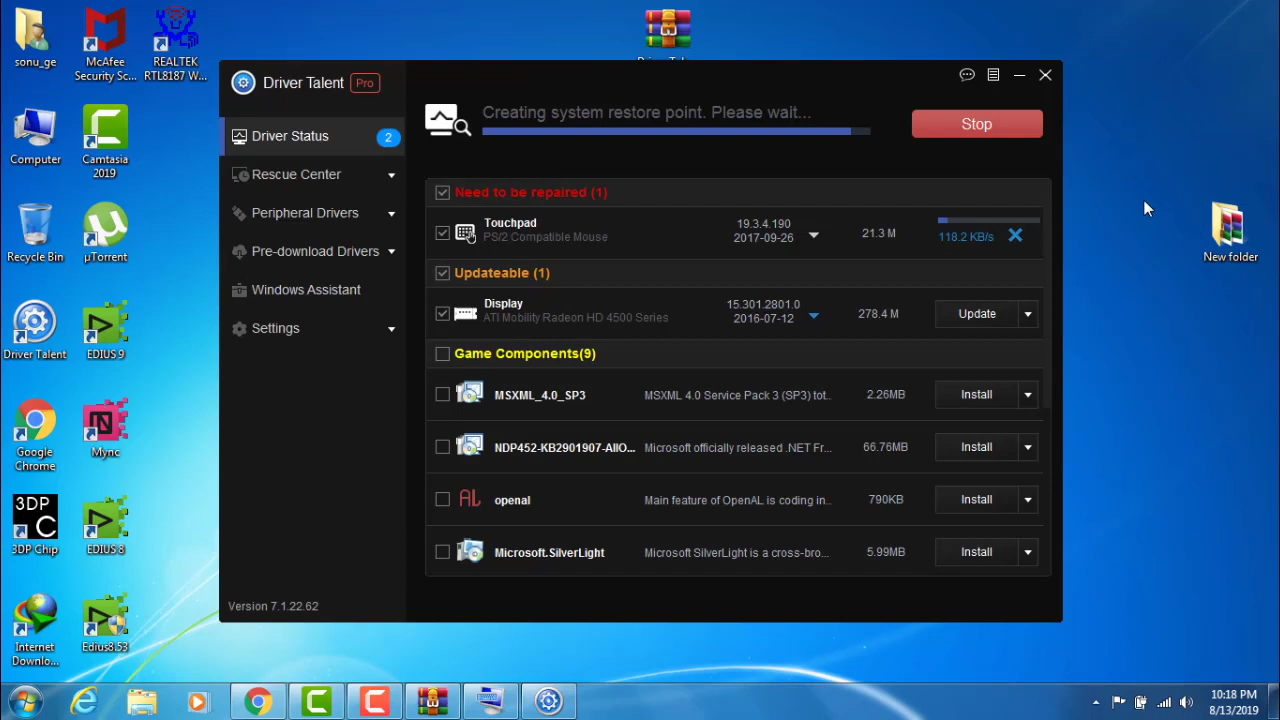 sonu_ge
McAfee
Security Sc...
REALTEK
RTL8187 W...
Computer
Camtasia
2019
Recycle Bin
µTorrent
Driver Talent
EDIUS 9
Google
Chrome
Mync
3DP
C
3DP Chip
EDIUS 8
Internet
Downlo...
Edius8.53
New folder
Driver Talent Pro
Driver Status 2
Rescue Center
Peripheral Drivers
Pre-download Drivers
Windows Assistant
Settings
Version 7.1.22.62
Creating system restore point. Please wait...
Stop
Need to be repaired (1)
Touchpad
PS/2 Compatible Mouse
19.3.4.190
2017-09-26
21.3 M
118.2 KB/s
Updateable (1)
Display
ATI Mobility Radeon HD 4500 Series
15.301.2801.0
2016-07-12
278.4 M
Update
Game Components(9)
MSXML_4.0_SP3 MSXML 4.0 Service Pack 3 (SP3) tot.. 2.26MB Install
NDP452-KB2901907-AllO... Microsoft officially released .NET Fr... 66.76MB Install
AL openal Main feature of OpenAL is coding in... 790KB Install
Microsoft.SilverLight Microsoft SilverLight is a cross-bro... 5.99MB Install
10:18 PM
8/13/2019